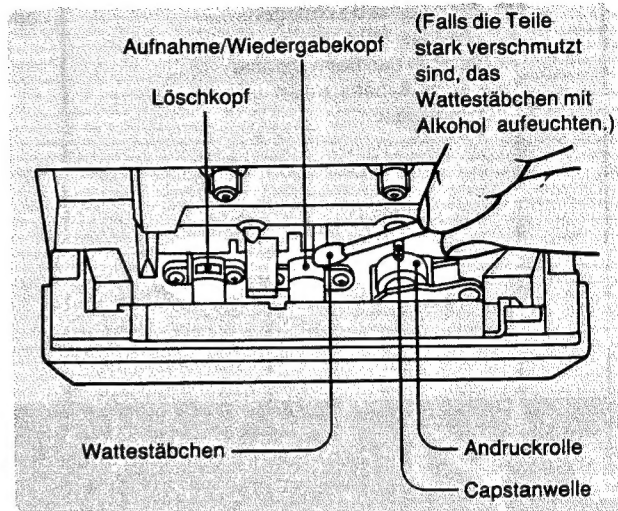 Aufnahme/Wiedergabekopf
Löschkopf
(Falls die Teile
stark verschmutzt
sind, das
Wattestäbchen mit
Alkohol aufeuchten.)
Wattestäbchen
Andruckrolle
Capstanwelle